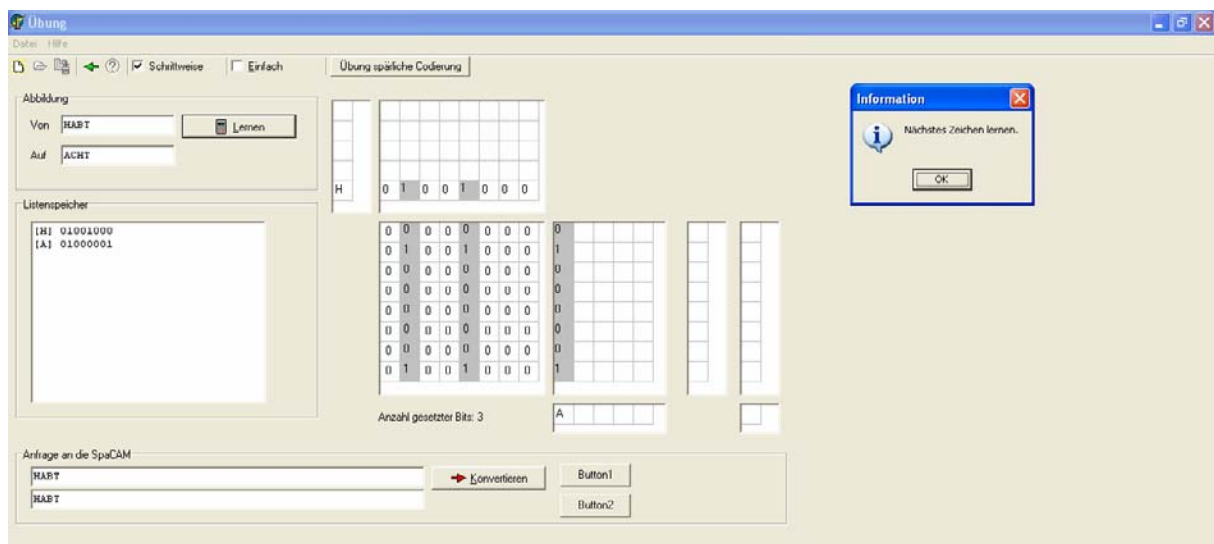 Übung
Datei Hilfe
Schrittweise Einfach Übung spärliche Codierung
Abbildung
Von HABT Lernen
Auf ACHT
Listenspeicher
[H] 01001000
[A] 01000001
H 0 1 0 0 1 0 0 0
0 0 0 0 0 0 0 0 0
0 1 0 0 1 0 0 0 1
0 0 0 0 0 0 0 0 0
0 0 0 0 0 0 0 0 0
0 0 0 0 0 0 0 0 0
0 0 0 0 0 0 0 0 0
0 0 0 0 0 0 0 0 0
0 1 0 0 1 0 0 0 1
Anzahl gesetzter Bits: 3 A
Anfrage an die SpaCAM
HABT Konvertieren Button1
HABT Button2
Information
Nächstes Zeichen lernen.
OK